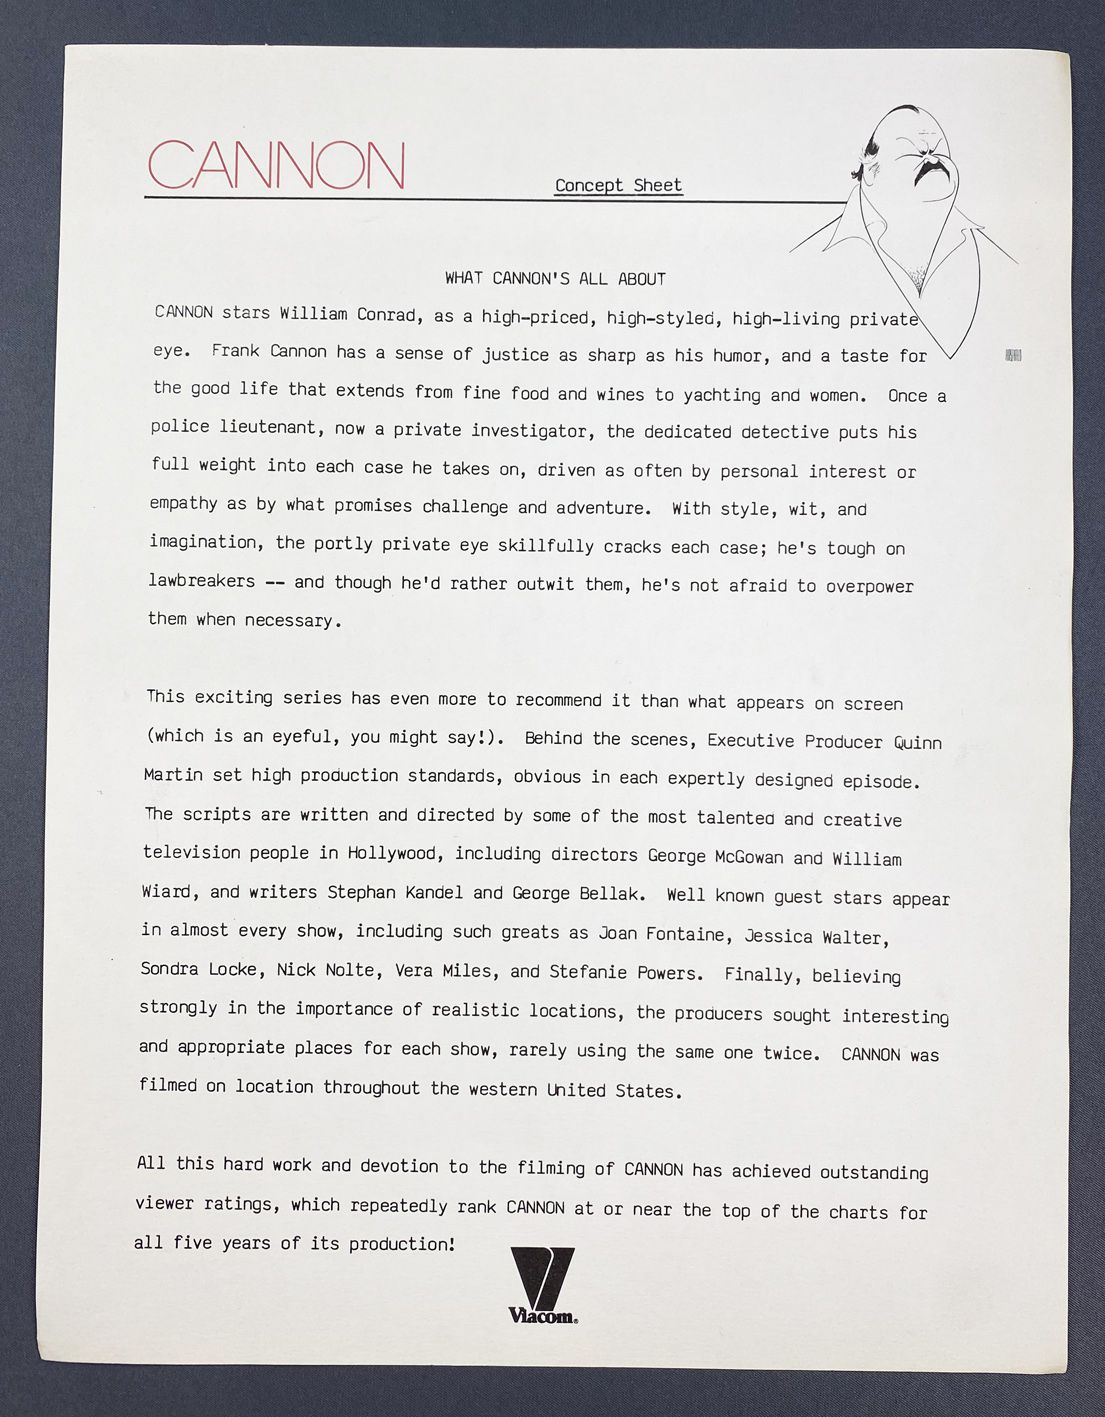 CANNON
Concept Sheet
WHAT CANNON'S ALL ABOUT
CANNON stars William Conrad, as a high-priced, high-styled, high-living private
eye.  Frank Cannon has a sense of justice as sharp as his humor, and a taste for
the good life that extends from fine food and wines to yachting and women.  Once a
police lieutenant, now a private investigator, the dedicated detective puts his
full weight into each case he takes on, driven as often by personal interest or
empathy as by what promises challenge and adventure.  With style, wit, and
imagination, the portly private eye skillfully cracks each case; he's tough on
lawbreakers -- and though he'd rather outwit them, he's not afraid to overpower
them when necessary.
This exciting series has even more to recommend it than what appears on screen
(which is an eyeful, you might say!).  Behind the scenes, Executive Producer Quinn
Martin set high production standards, obvious in each expertly designed episode.
The scripts are written and directed by some of the most talented and creative
television people in Hollywood, including directors George McGowan and William
Wiard, and writers Stephan Kandel and George Bellak.  Well known guest stars appear
in almost every show, including such greats as Joan Fontaine, Jessica Walter,
Sondra Locke, Nick Nolte, Vera Miles, and Stefanie Powers.  Finally, believing
strongly in the importance of realistic locations, the producers sought interesting
and appropriate places for each show, rarely using the same one twice.  CANNON was
filmed on location throughout the western United States.
All this hard work and devotion to the filming of CANNON has achieved outstanding
viewer ratings, which repeatedly rank CANNON at or near the top of the charts for
all five years of its production!
Viacom®